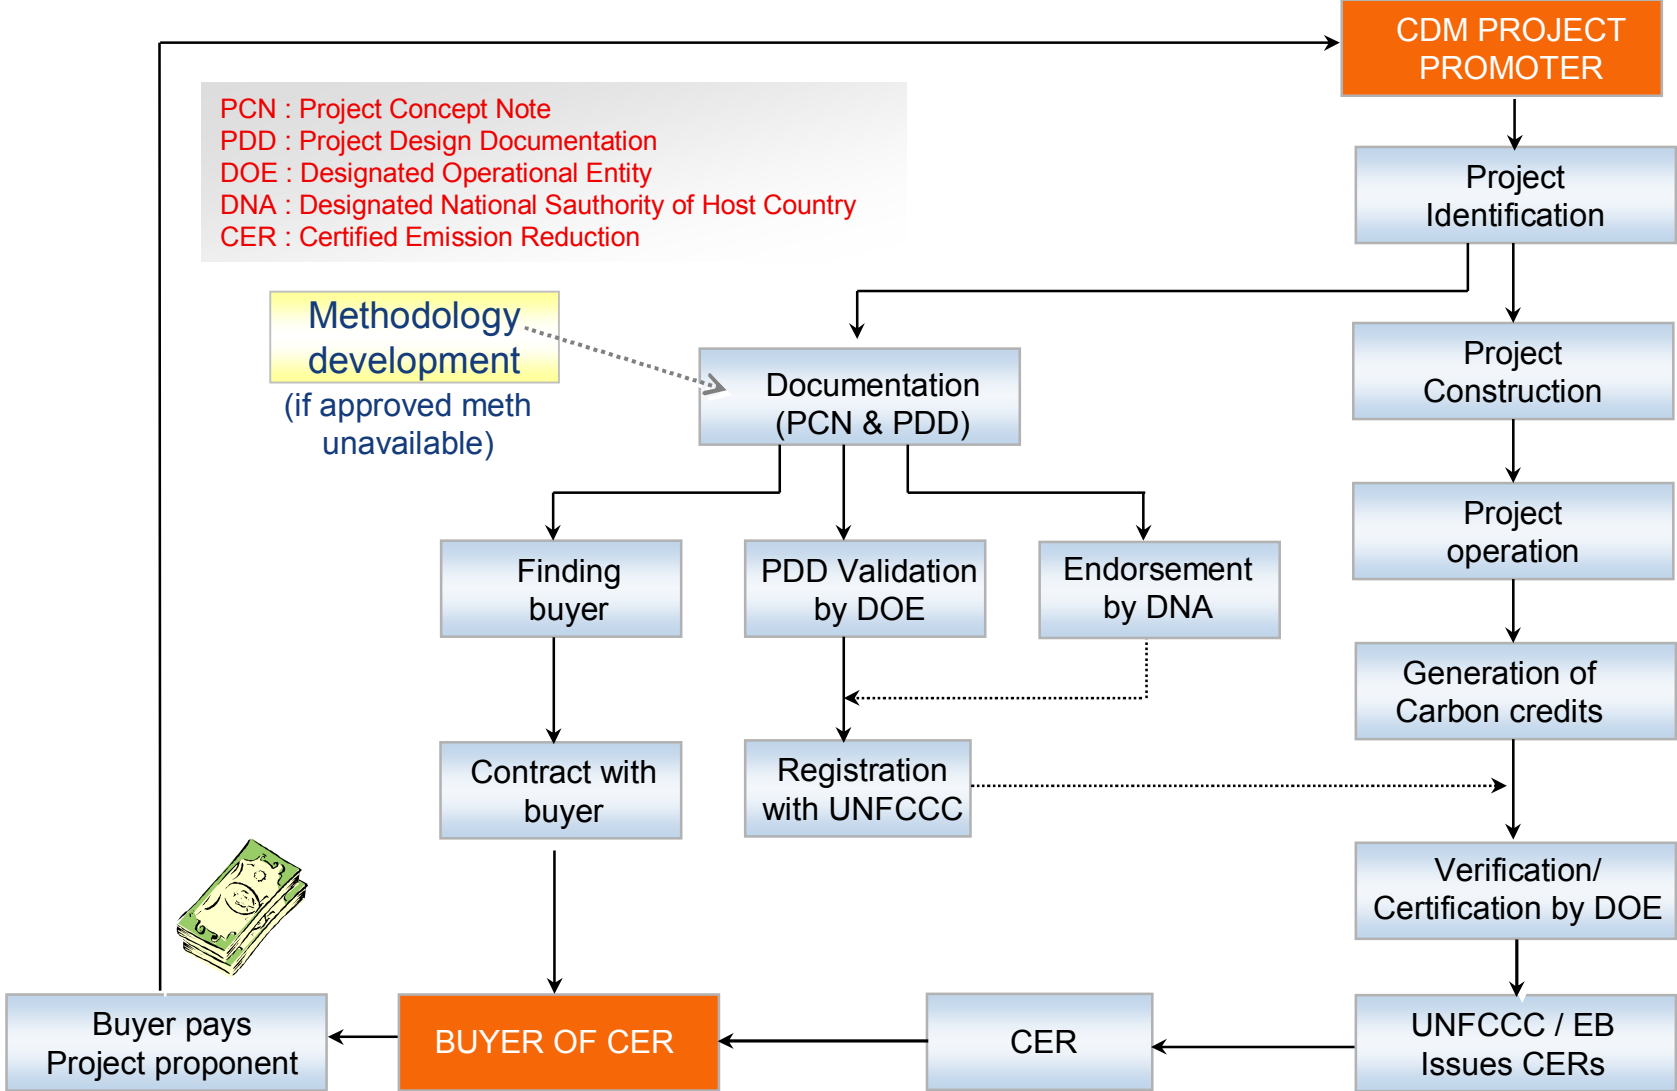 CDM PROJECT
PROMOTER
PCN : Project Concept Note
PDD : Project Design Documentation
DOE : Designated Operational Entity
DNA : Designated National Sauthority of Host Country
CER : Certified Emission Reduction
Project
Identification
Methodology
development
(if approved meth
unavailable)
Documentation
(PCN & PDD)
Project
Construction
Project
operation
Finding
buyer
PDD Validation
by DOE
Endorsement
by DNA
Generation of
Carbon credits
Contract with
buyer
Registration
with UNFCCC
Verification/
Certification by DOE
Buyer pays
Project proponent
BUYER OF CER
CER
UNFCCC / EB
Issues CERs